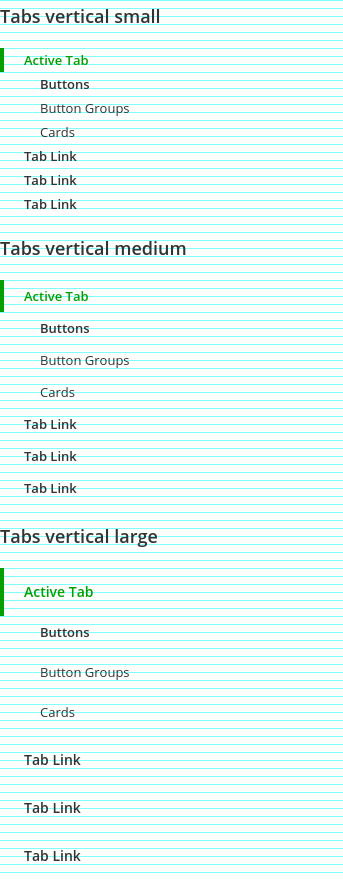 Tabs vertical small
Active Tab
Buttons
Button Groups
Cards
Tab Link
Tab Link
Tab Link
Tabs vertical medium
Active Tab
Buttons
Button Groups
Cards
Tab Link
Tab Link
Tab Link
Tabs vertical large
Active Tab
Buttons
Button Groups
Cards
Tab Link
Tab Link
Tab Link